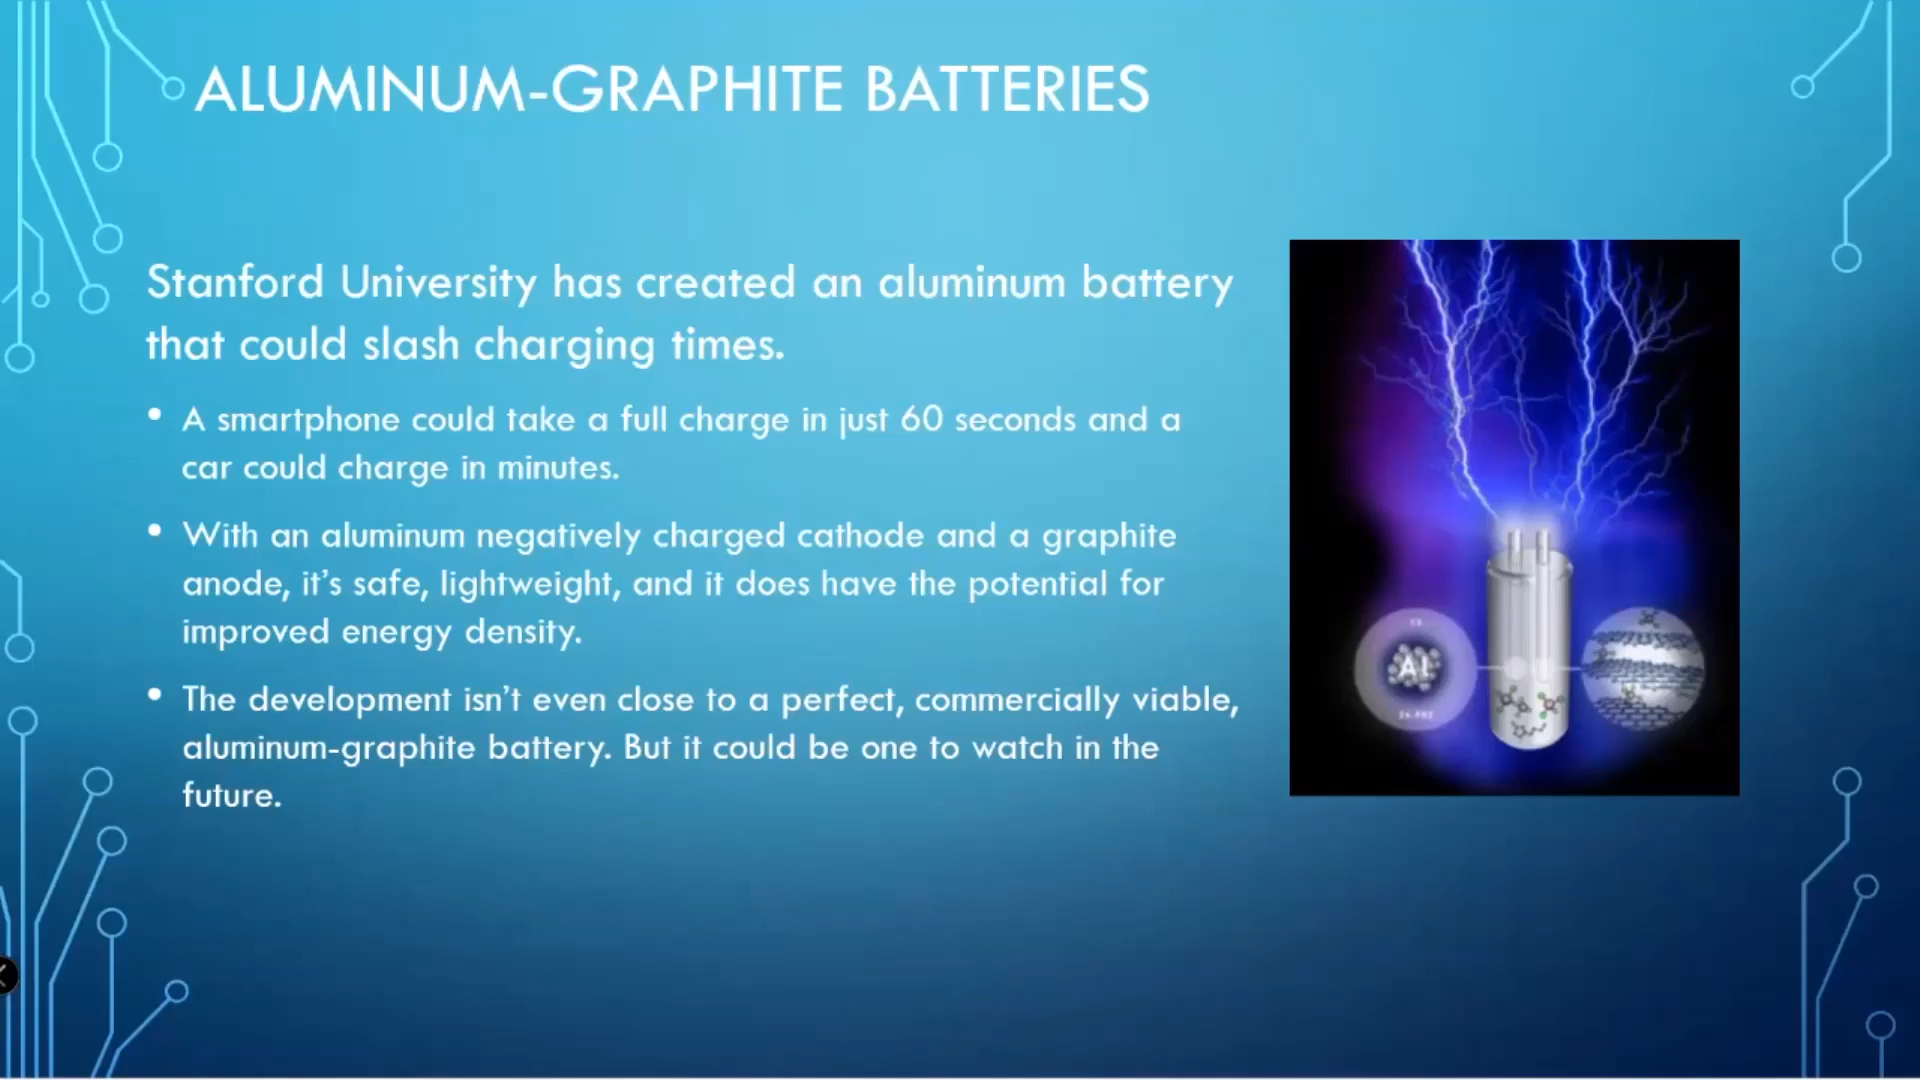 ALUMINUM-GRAPHITE BATTERIES
Stanford University has created an aluminum battery
that could slash charging times.
• A smartphone could take a full charge in just 60 seconds and a
car could charge in minutes.
• With an aluminum negatively charged cathode and a graphite
anode, it’s safe, lightweight, and it does have the potential for
improved energy density.
• The development isn’t even close to a perfect, commercially viable,
aluminum-graphite battery. But it could be one to watch in the
future.
13
AL